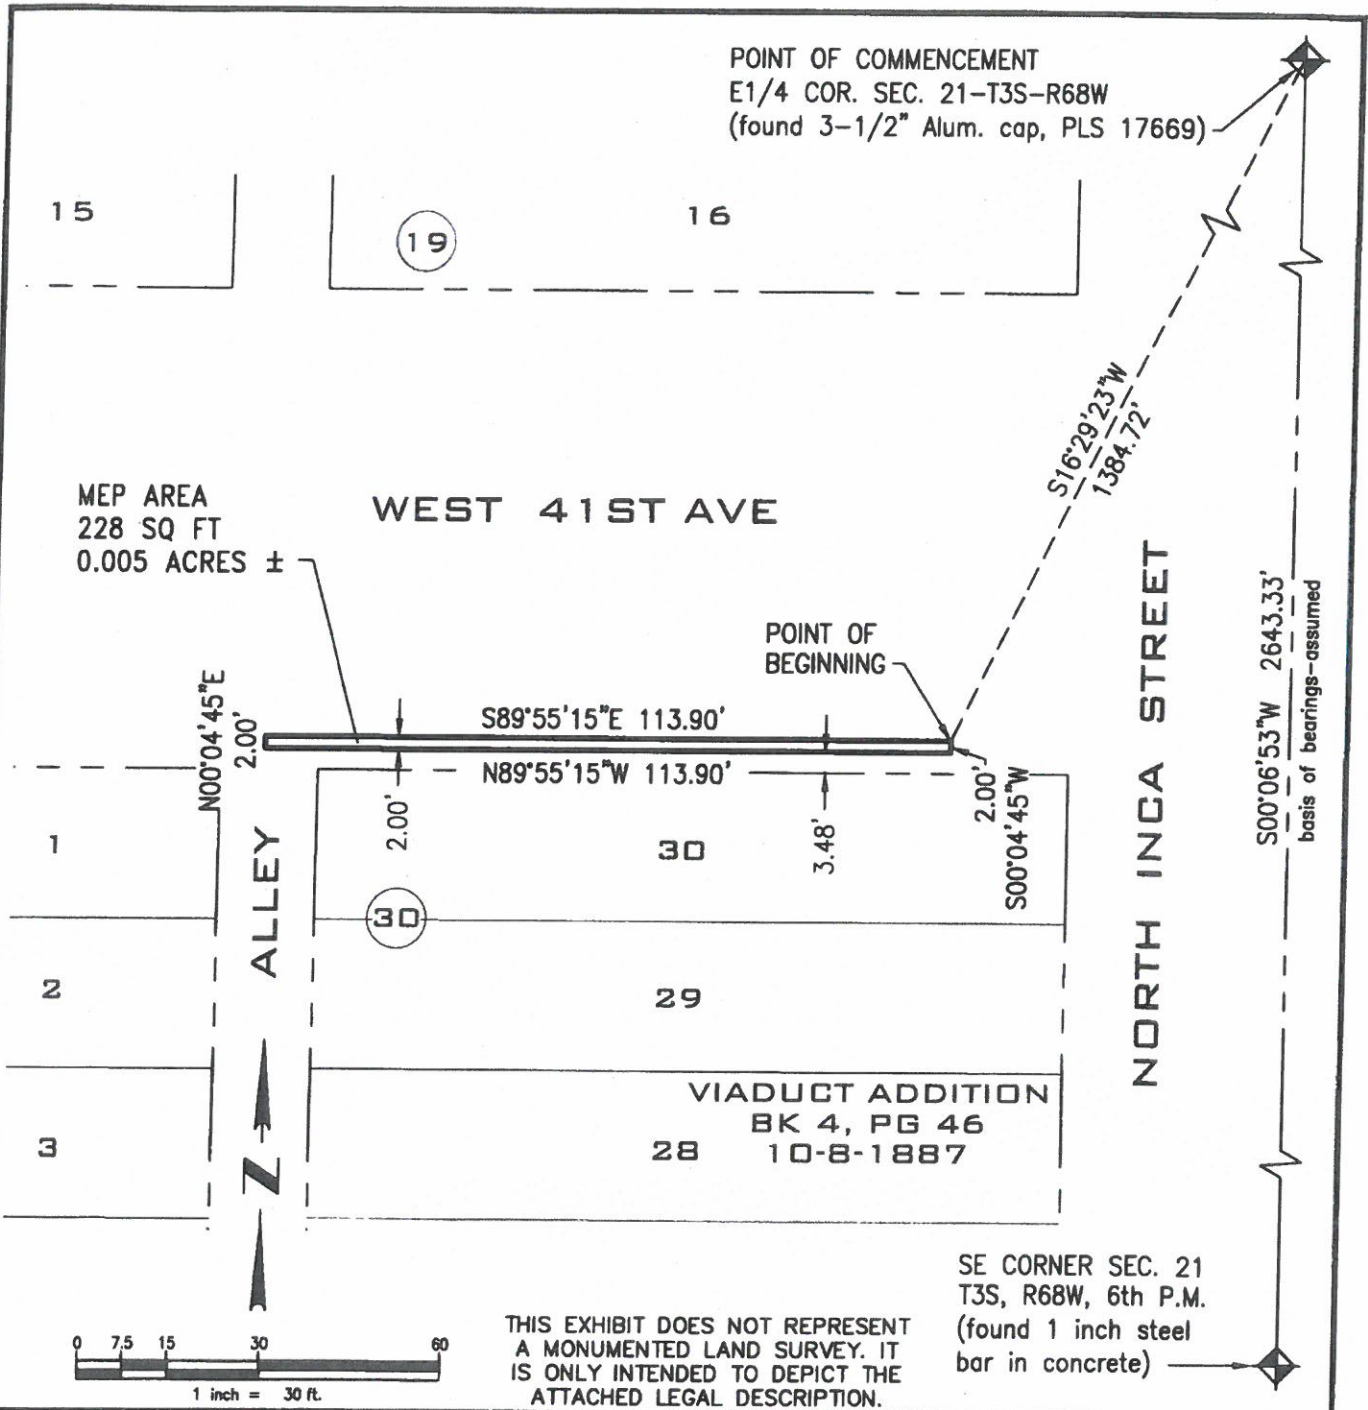 POINT OF COMMENCEMENT
E1/4 COR. SEC. 21-T3S-R68W
(found 3-1/2" Alum. cap, PLS 17669)
15
19
16
S16°29'23"W
1384.72'
MEP AREA
228 SQ FT
0.005 ACRES ±
WEST 41ST AVE
NORTH INCA STREET
S00°06'53"W 2643.33'
basis of bearings-assumed
POINT OF
BEGINNING
N00°04'45"E
2.00'
S89°55'15"E 113.90'
N89°55'15"W 113.90'
2.00'
3.48'
2.00'
S00°04'45"W
1
30
30
ALLEY
2
29
VIADUCT ADDITION
BK 4, PG 46
10-8-1887
3
28
N
SE CORNER SEC. 21
T3S, R68W, 6th P.M.
(found 1 inch steel
bar in concrete)
0 7.5 15 30 60
1 inch = 30 ft.
THIS EXHIBIT DOES NOT REPRESENT
A MONUMENTED LAND SURVEY. IT
IS ONLY INTENDED TO DEPICT THE
ATTACHED LEGAL DESCRIPTION.